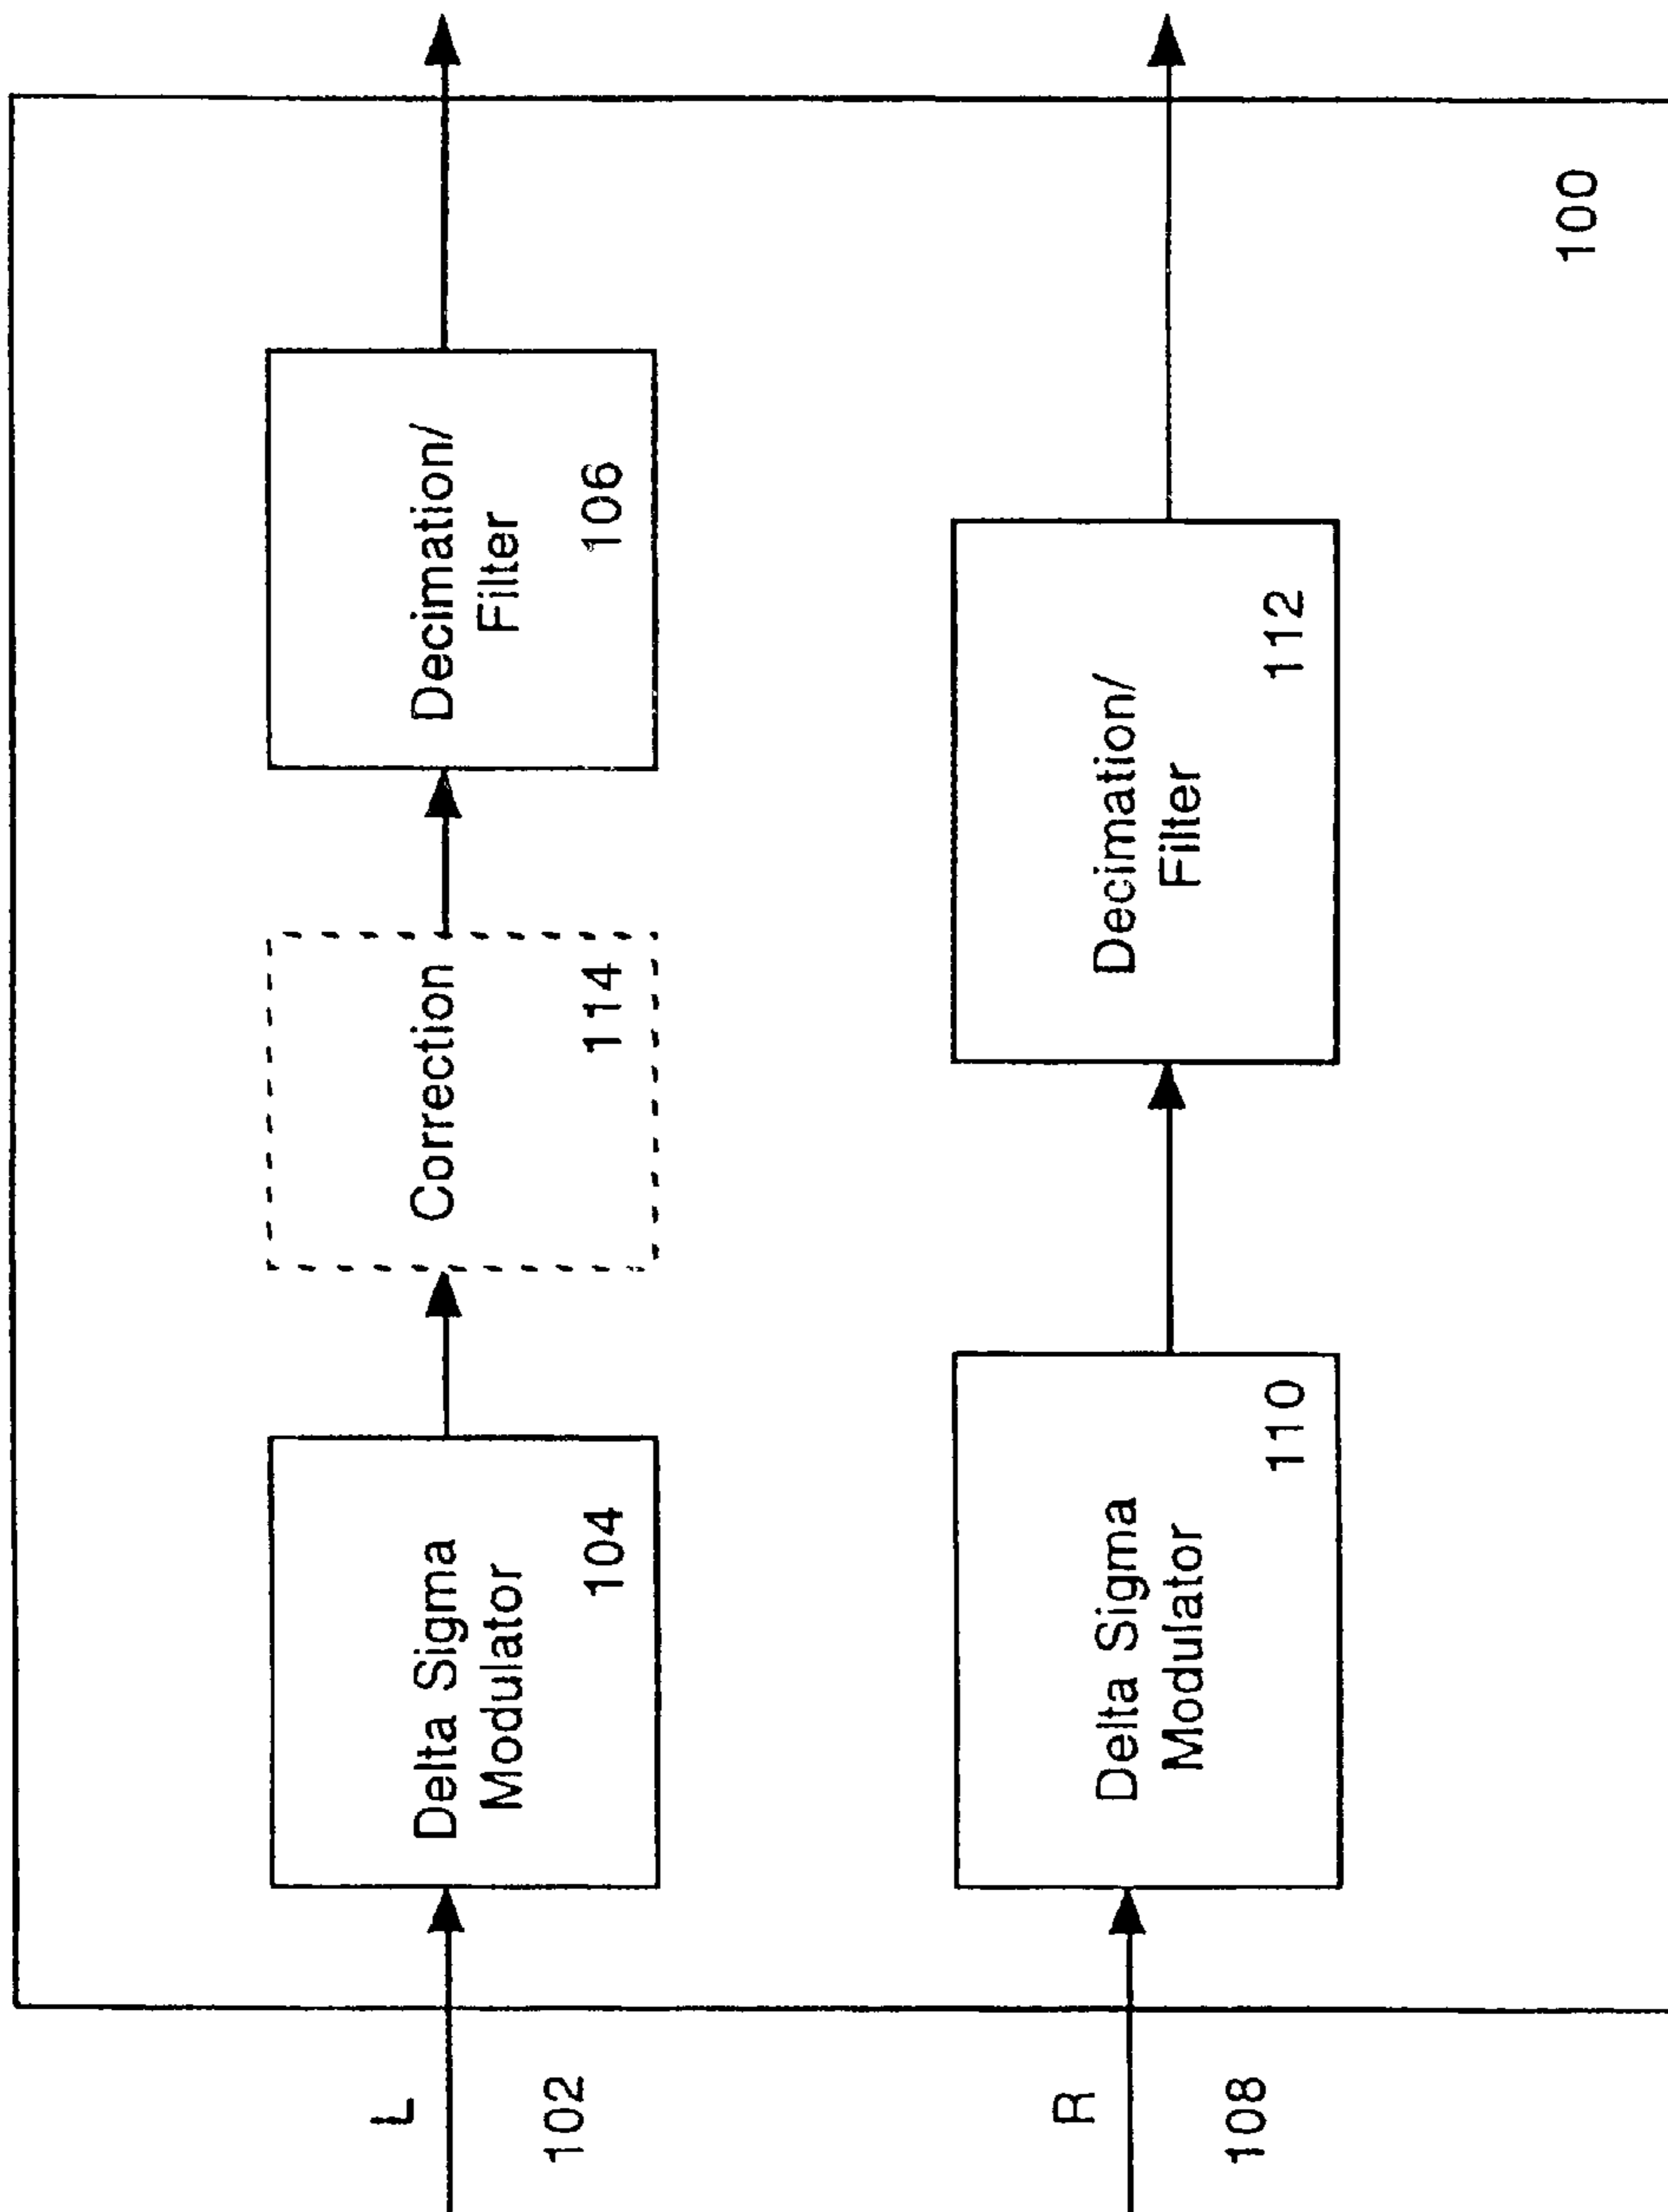 L
102
Delta Sigma
Modulator
104
Correction
114
Decimation/
Filter
106
R
108
Delta Sigma
Modulator
110
Decimation/
Filter
112
100